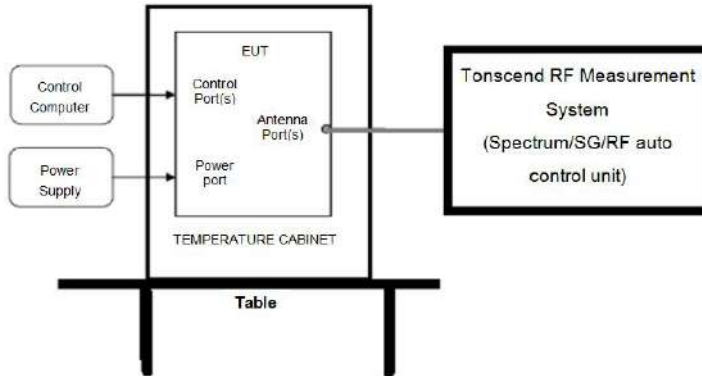 EUT
Control
Computer
Control
Port(s)
Antenna
Port(s)
Power
Supply
Power
port
TEMPERATURE CABINET
Table
Tonscend RF Measurement
System
(Spectrum/SG/RF auto
control unit)